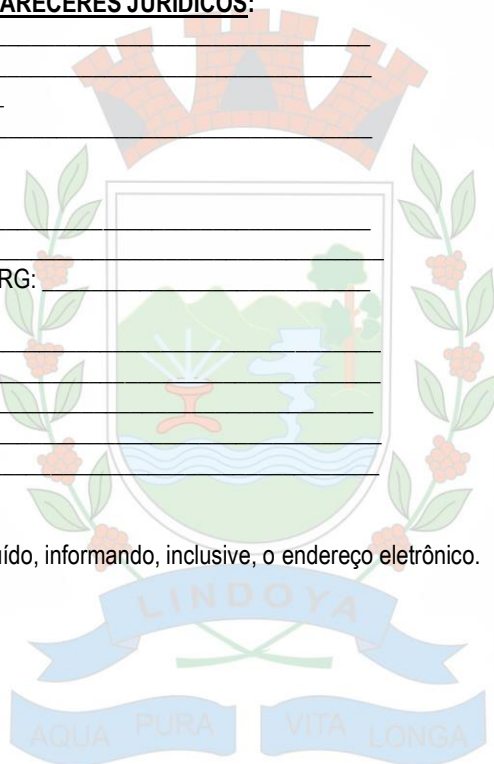 ARECERES JURÍDICOS:
RG:
uído, informando, inclusive, o endereço eletrônico.
LINDOYA
AQUA PURA VITA LONGA